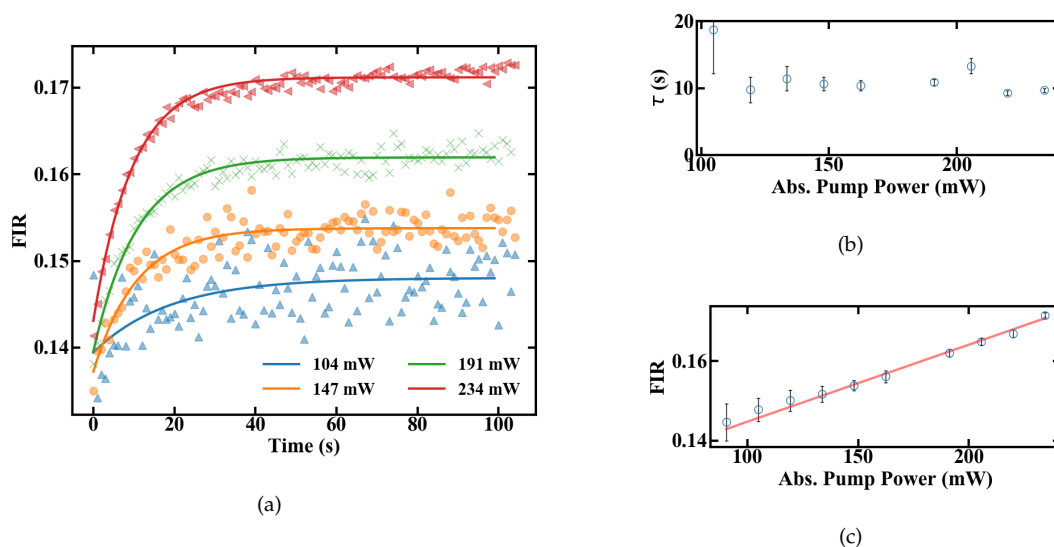 0.17
0.16
0.15
0.14
FIR
0 20 40 60 80 100
Time (s)
104 mW
147 mW
191 mW
234 mW
(a)
20
10
0
τ (s)
100 150 200
Abs. Pump Power (mW)
(b)
0.16
0.14
FIR
100 150 200
Abs. Pump Power (mW)
(c)